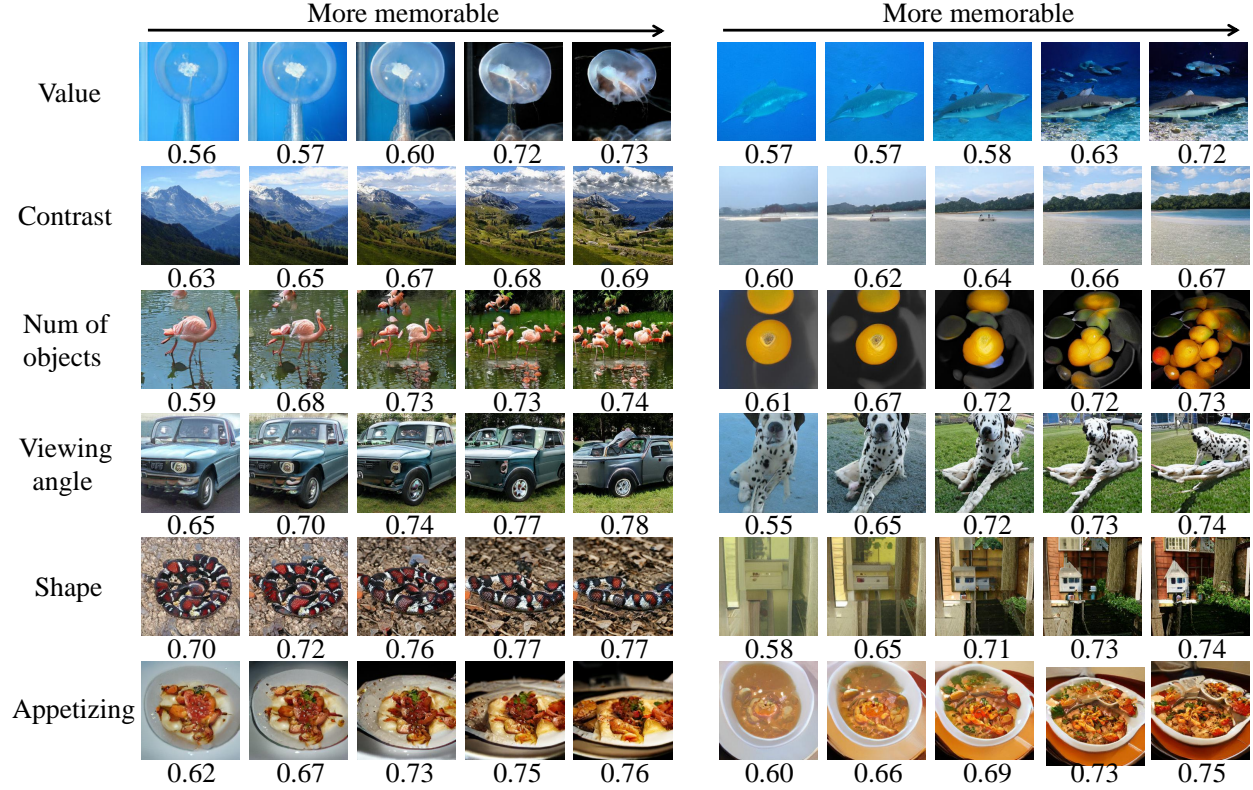 More memorable More memorable
Value
0.56 0.57 0.60 0.72 0.73 0.57 0.57 0.58 0.63 0.72
Contrast
0.63 0.65 0.67 0.68 0.69 0.60 0.62 0.64 0.66 0.67
Num of
objects
0.59 0.68 0.73 0.73 0.74 0.61 0.67 0.72 0.72 0.73
Viewing
angle
0.65 0.70 0.74 0.77 0.78 0.55 0.65 0.72 0.73 0.74
Shape
0.70 0.72 0.76 0.77 0.77 0.58 0.65 0.71 0.73 0.74
Appetizing
0.62 0.67 0.73 0.75 0.76 0.60 0.66 0.69 0.73 0.75